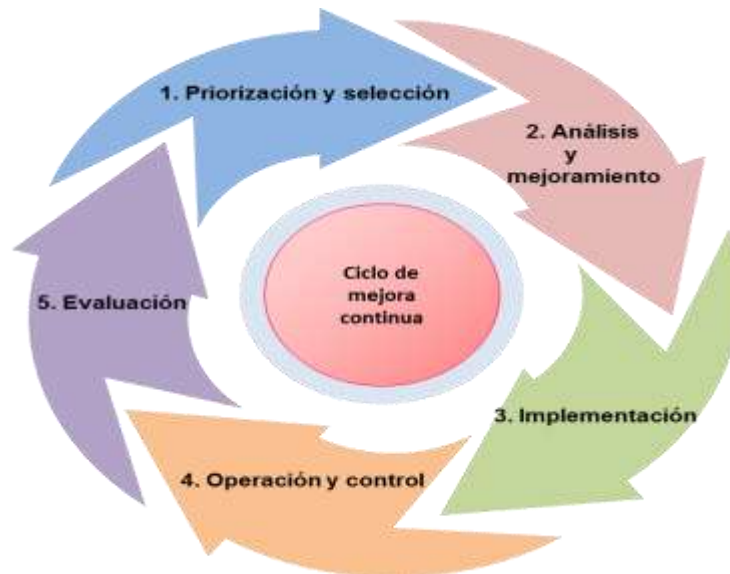 1. Priorización y selección
2. Análisis
y
mejoramiento
Ciclo de
mejora
continua
5. Evaluación
3. Implementación
4. Operación y control